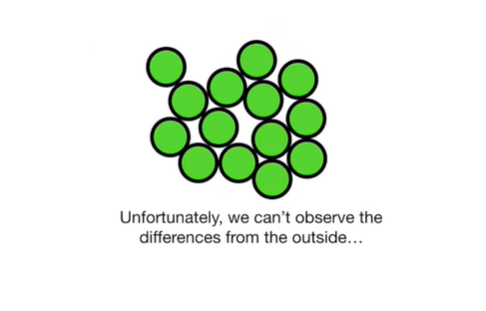 Unfortunately, we can’t observe the
differences from the outside…